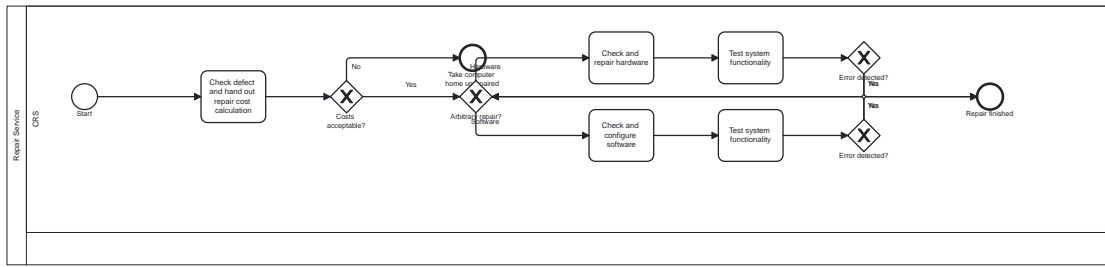 Repair Service
CRS
Start
Check defect
and hand out
repair cost
calculation
Costs
acceptable?
No
Yes
Take computer
home unrepaired
Hardware
Arbitrary repair?
Software
Check and
repair hardware
Test system
functionality
Error detected?
Check and
configure
software
Test system
functionality
Error detected?
Repair finished